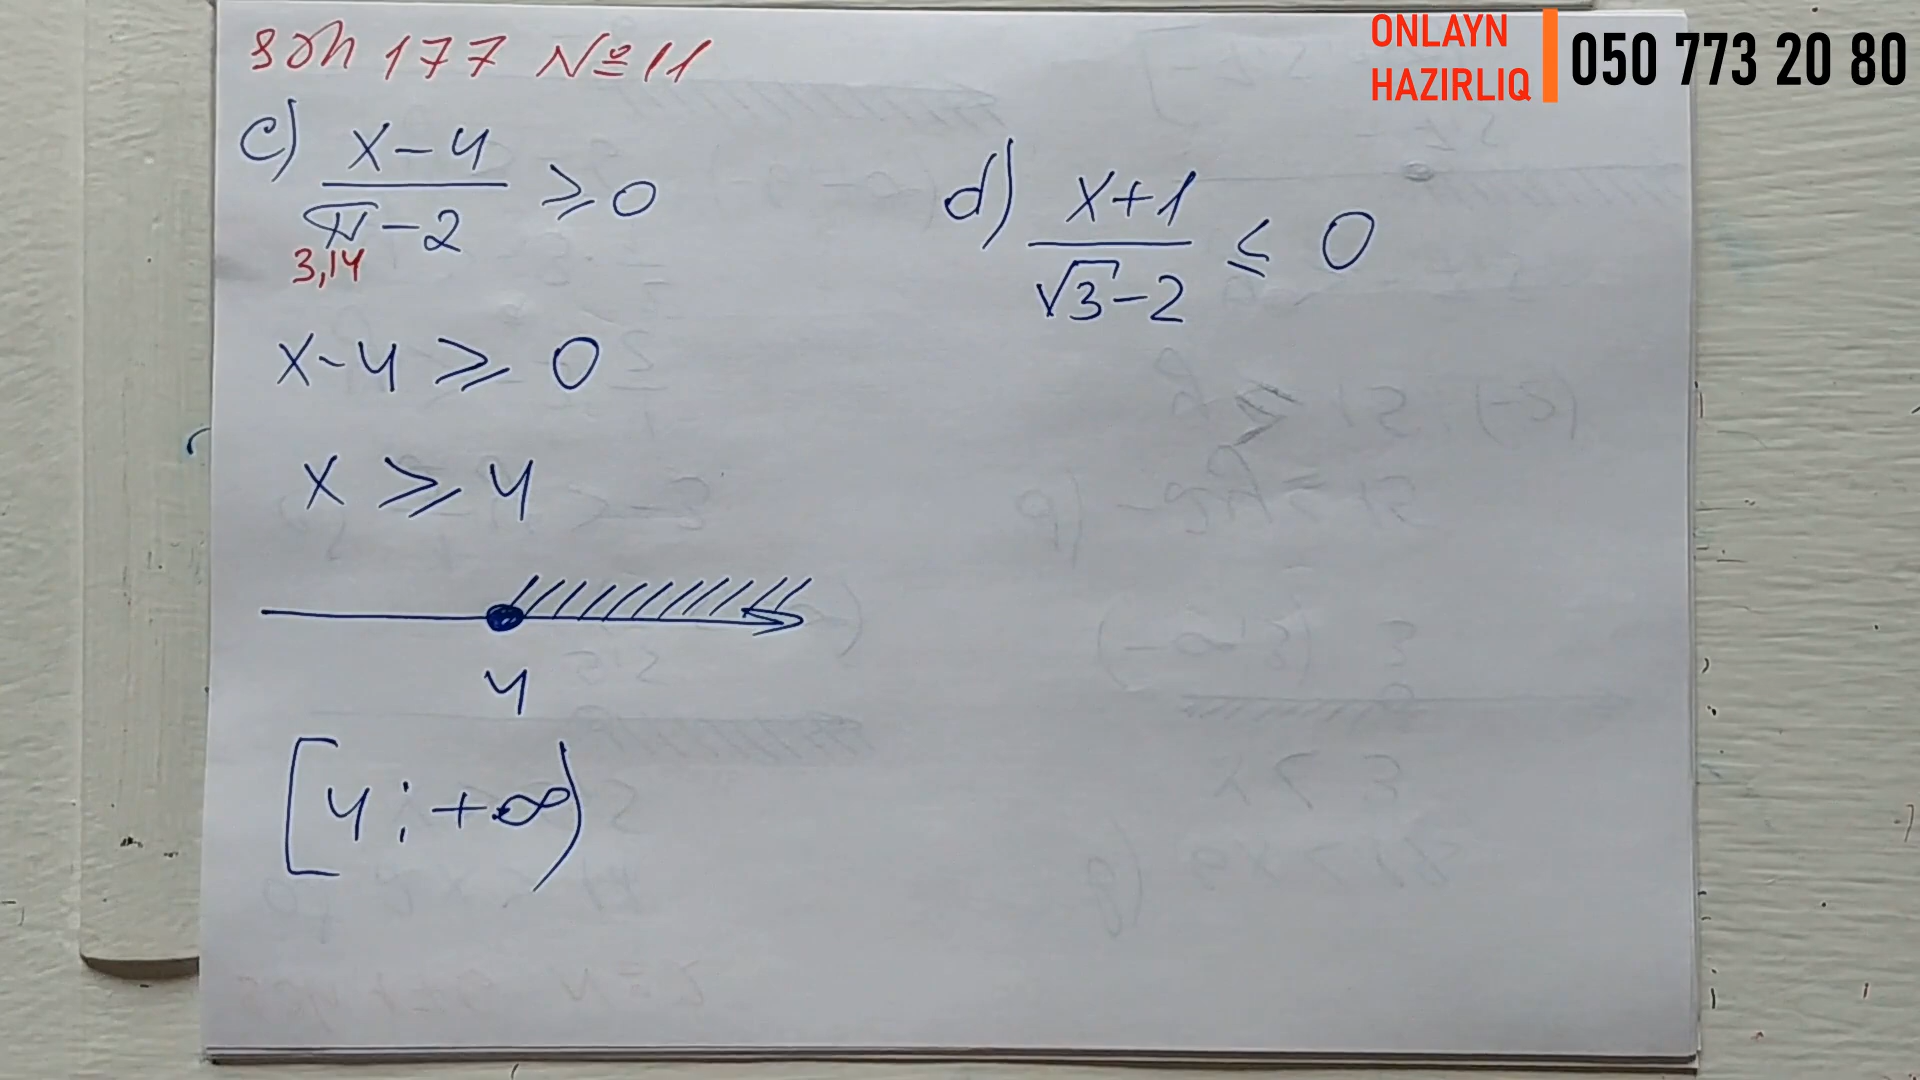 ONLAYN
HAZIRLIQ
050 773 20 80
səh 177 №11
c) (x-4)/(π-2) ⩾ 0
3,14
x-4 ⩾ 0
x ⩾ 4
4
[4; +∞)
d) (x+1)/(√3-2) ≤ 0